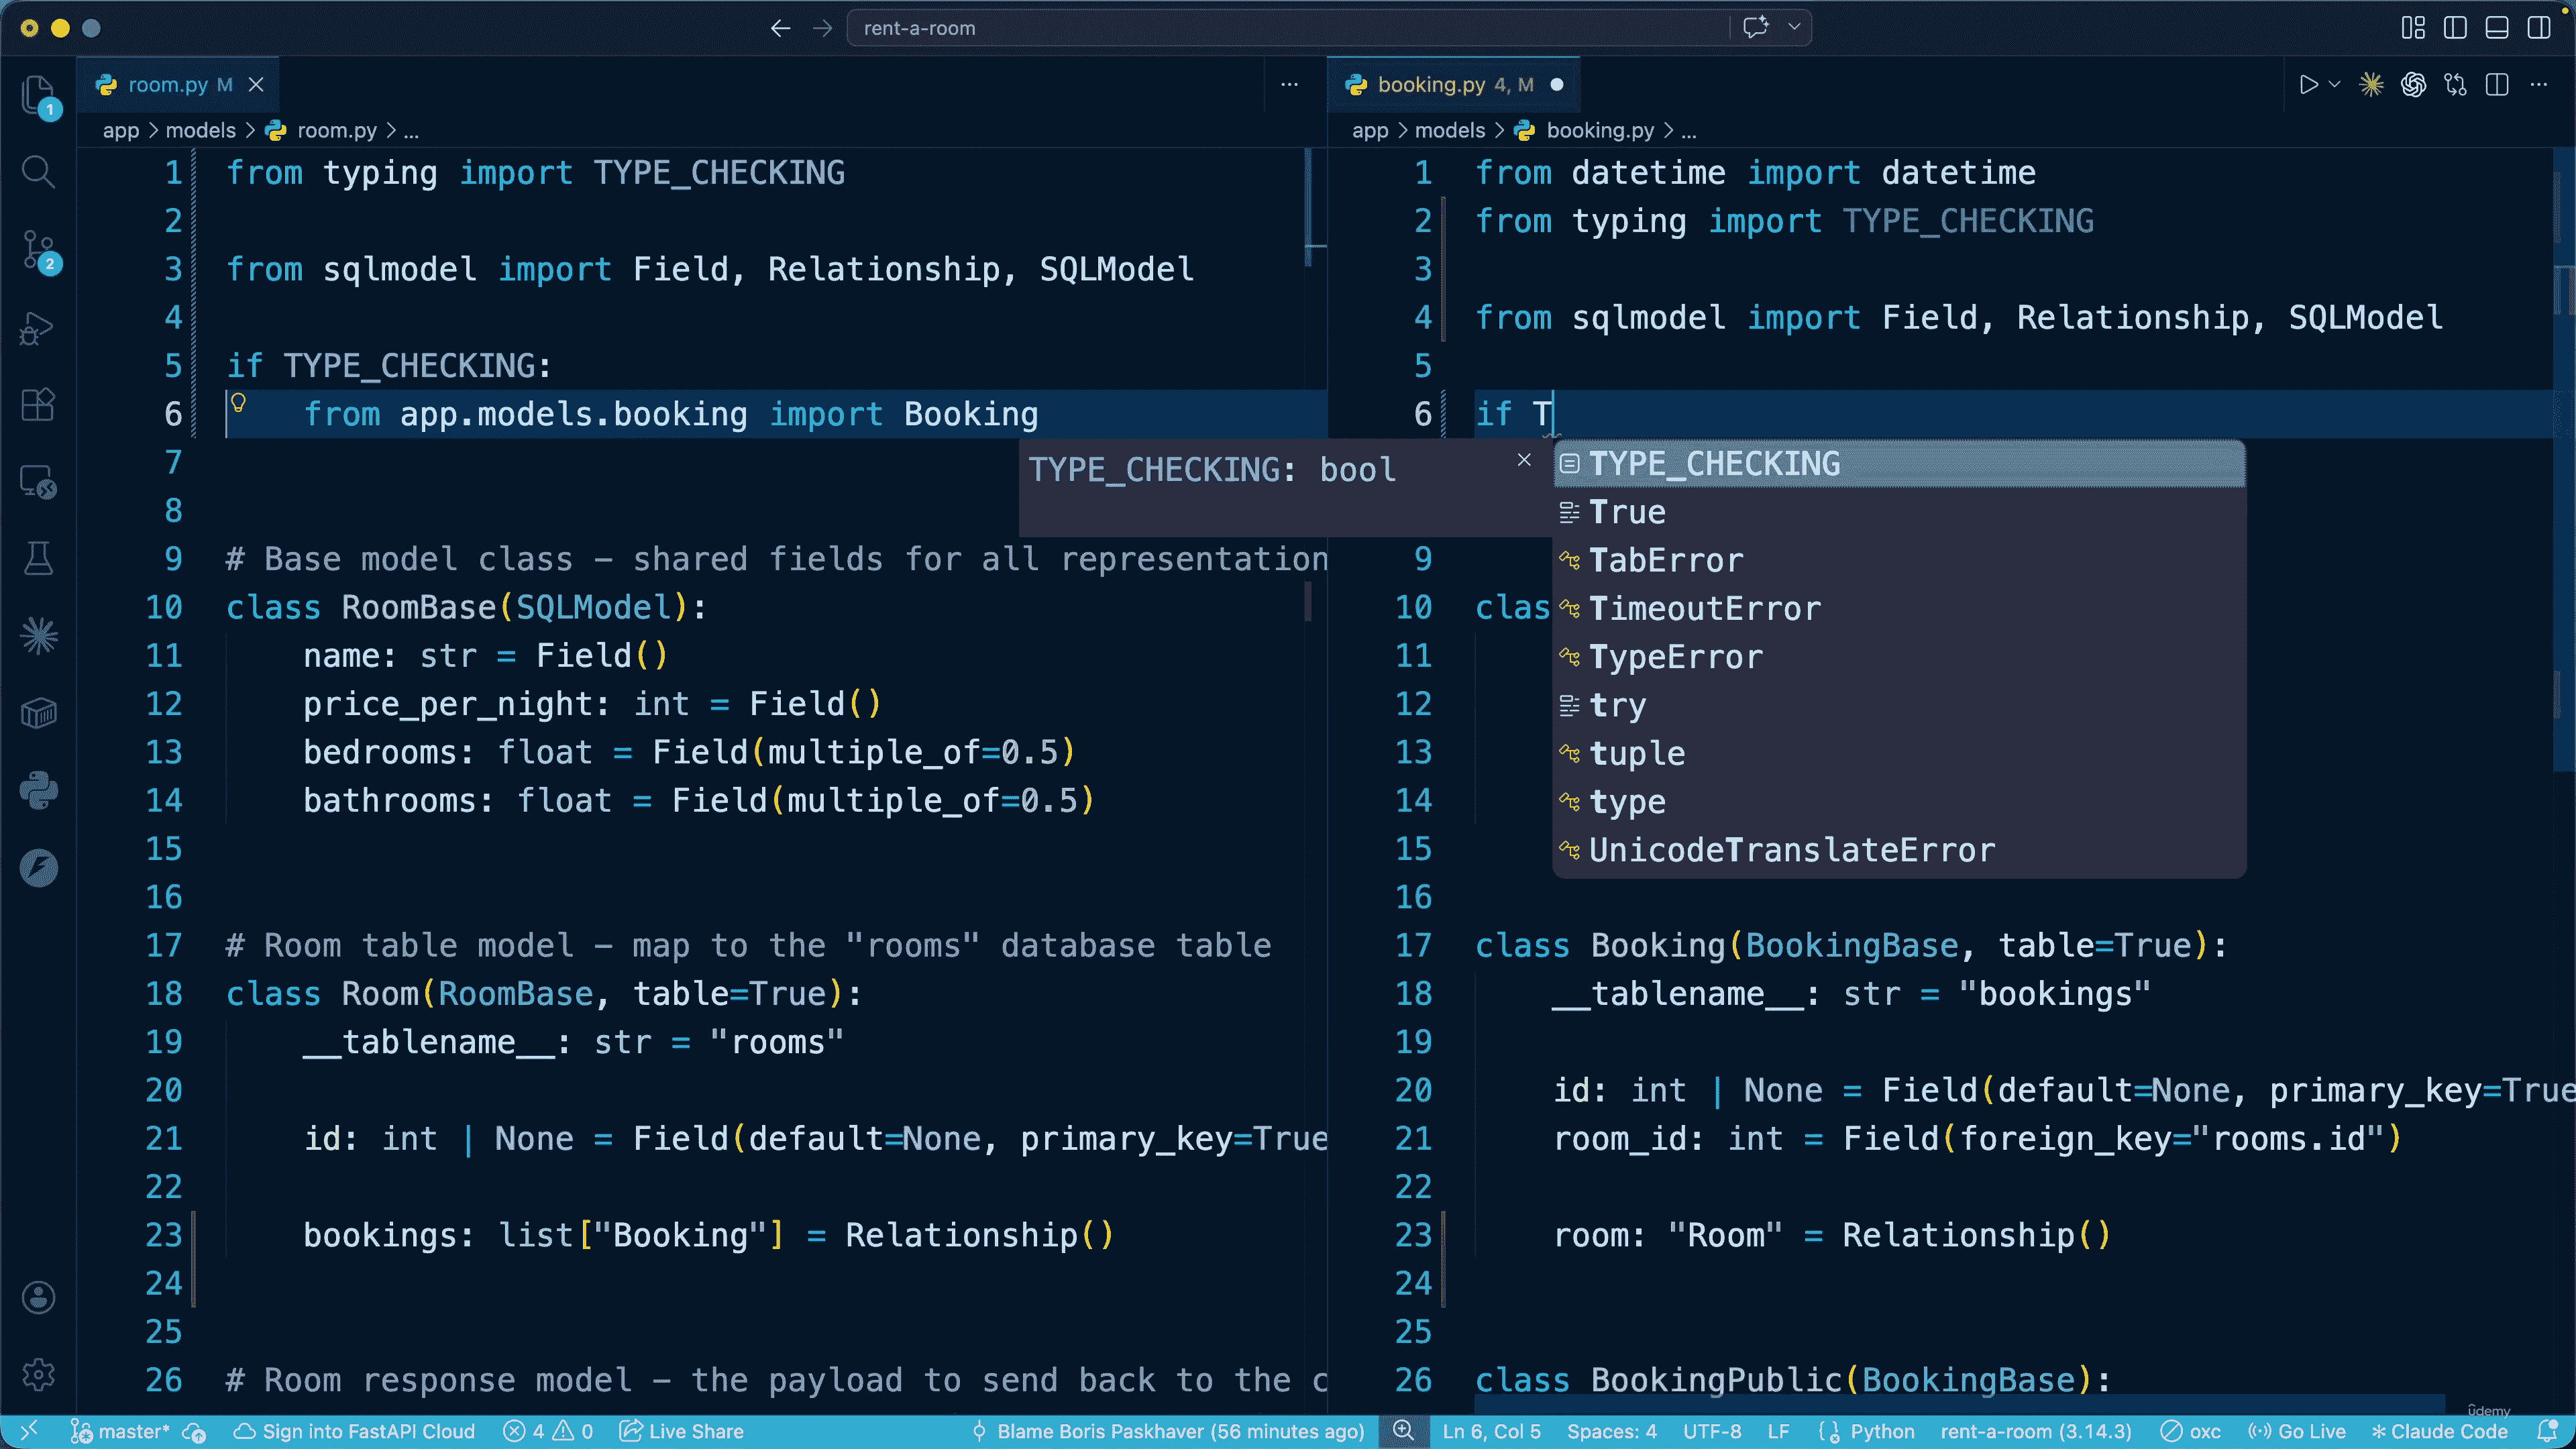 rent-a-room
room.py M
booking.py 4, M
app > models > room.py > ...
1 from typing import TYPE_CHECKING
2
3 from sqlmodel import Field, Relationship, SQLModel
4
5 if TYPE_CHECKING:
6 from app.models.booking import Booking
7
8
9 # Base model class – shared fields for all representation
10 class RoomBase(SQLModel):
11 name: str = Field()
12 price_per_night: int = Field()
13 bedrooms: float = Field(multiple_of=0.5)
14 bathrooms: float = Field(multiple_of=0.5)
15
16
17 # Room table model – map to the "rooms" database table
18 class Room(RoomBase, table=True):
19 __tablename__: str = "rooms"
20
21 id: int | None = Field(default=None, primary_key=True
22
23 bookings: list["Booking"] = Relationship()
24
25
26 # Room response model – the payload to send back to the c
app > models > booking.py > ...
1 from datetime import datetime
2 from typing import TYPE_CHECKING
3
4 from sqlmodel import Field, Relationship, SQLModel
5
6 if T
TYPE_CHECKING: bool
TYPE_CHECKING
True
TabError
TimeoutError
TypeError
try
tuple
type
UnicodeTranslateError
9
10 clas
11
12
13
14
15
16
17 class Booking(BookingBase, table=True):
18 __tablename__: str = "bookings"
19
20 id: int | None = Field(default=None, primary_key=True
21 room_id: int = Field(foreign_key="rooms.id")
22
23 room: "Room" = Relationship()
24
25
26 class BookingPublic(BookingBase):
1
2
udemy
master* Sign into FastAPI Cloud 4 0 Live Share Blame Boris Paskhaver (56 minutes ago) Ln 6, Col 5 Spaces: 4 UTF-8 LF Python rent-a-room (3.14.3) oxc Go Live Claude Code